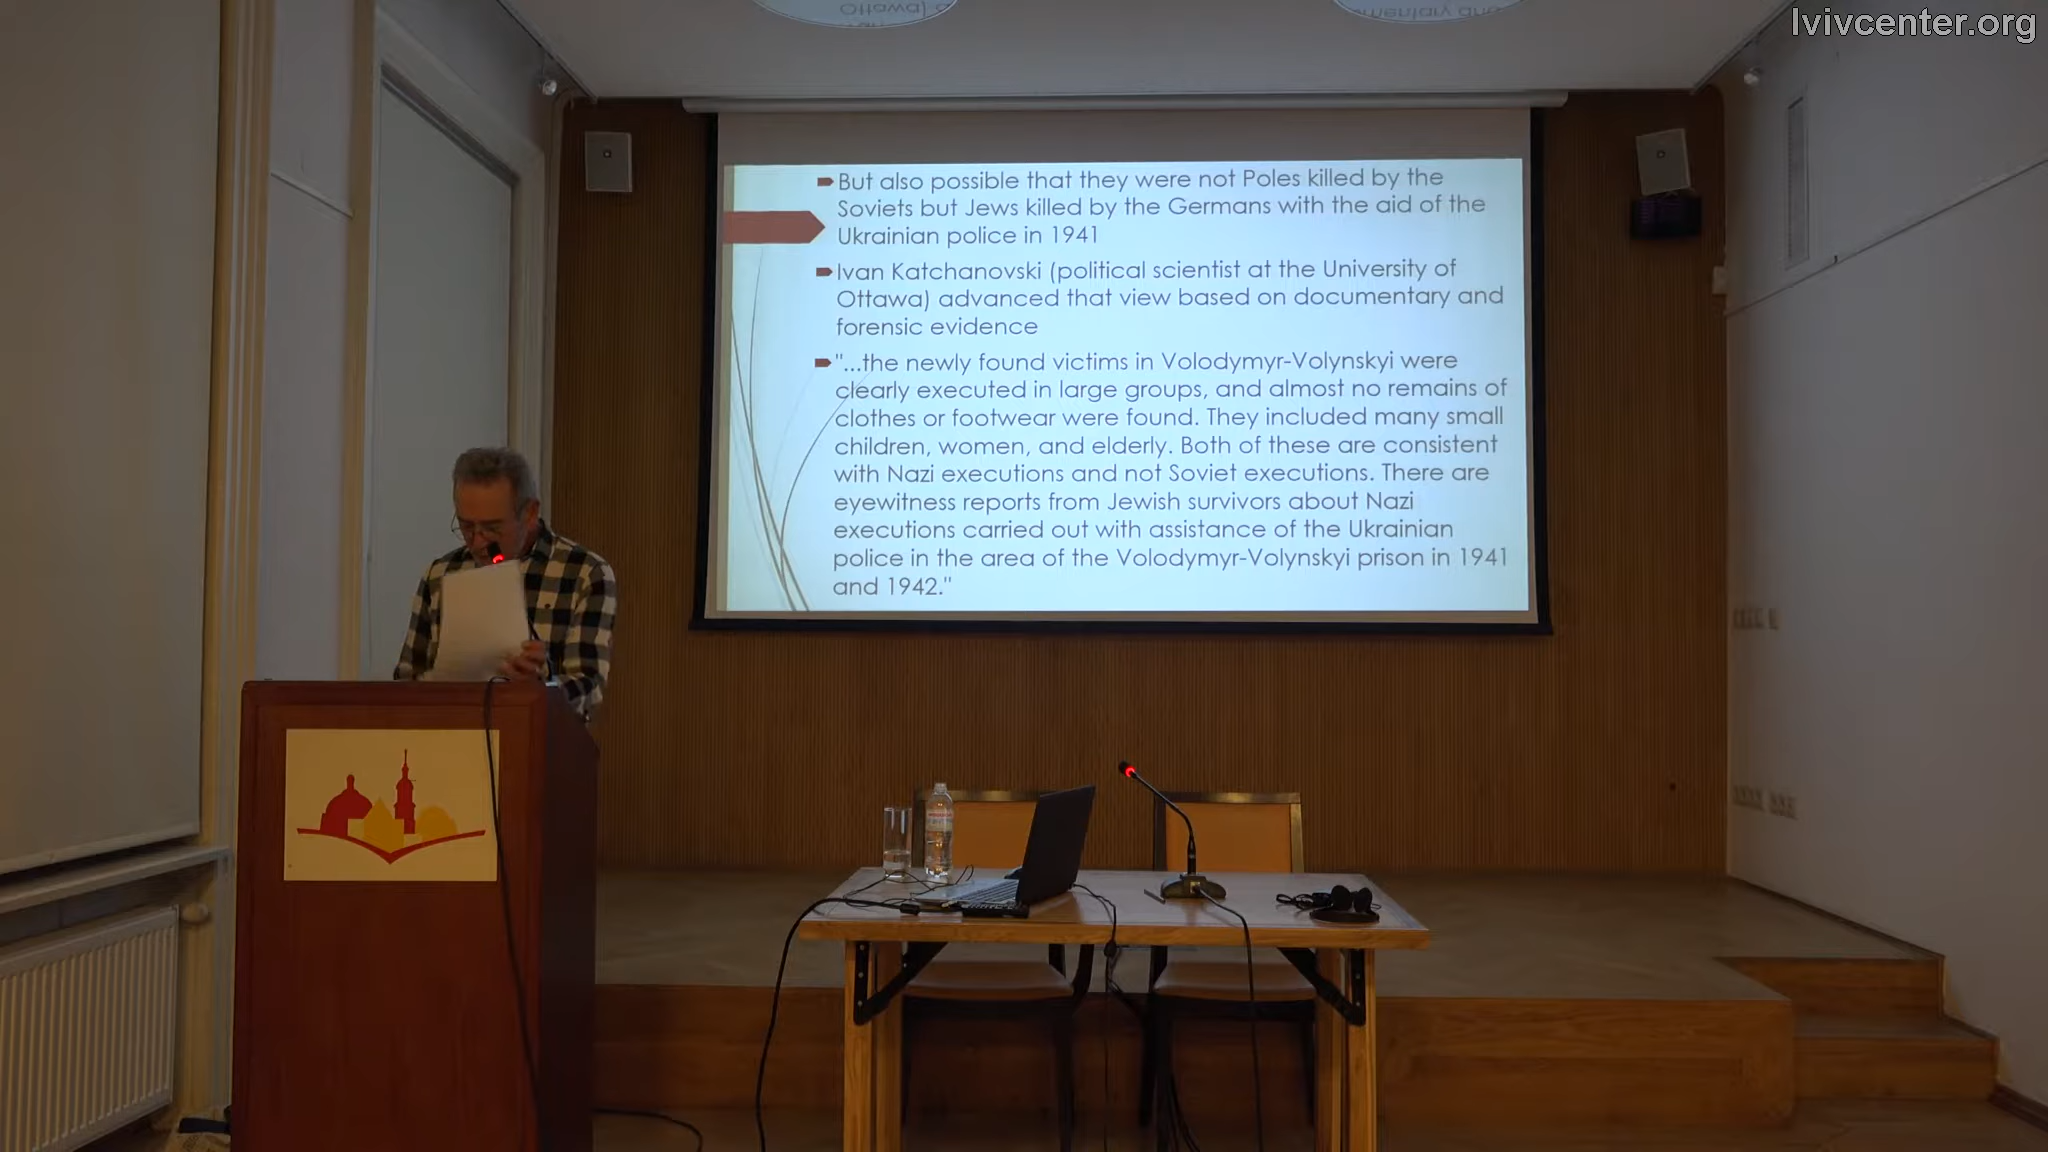 lvivcenter.org
But also possible that they were not Poles killed by the
Soviets but Jews killed by the Germans with the aid of the
Ukrainian police in 1941
Ivan Katchanovski (political scientist at the University of
Ottawa) advanced that view based on documentary and
forensic evidence
"...the newly found victims in Volodymyr-Volynskyi were
clearly executed in large groups, and almost no remains of
clothes or footwear were found. They included many small
children, women, and elderly. Both of these are consistent
with Nazi executions and not Soviet executions. There are
eyewitness reports from Jewish survivors about Nazi
executions carried out with assistance of the Ukrainian
police in the area of the Volodymyr-Volynskyi prison in 1941
and 1942."